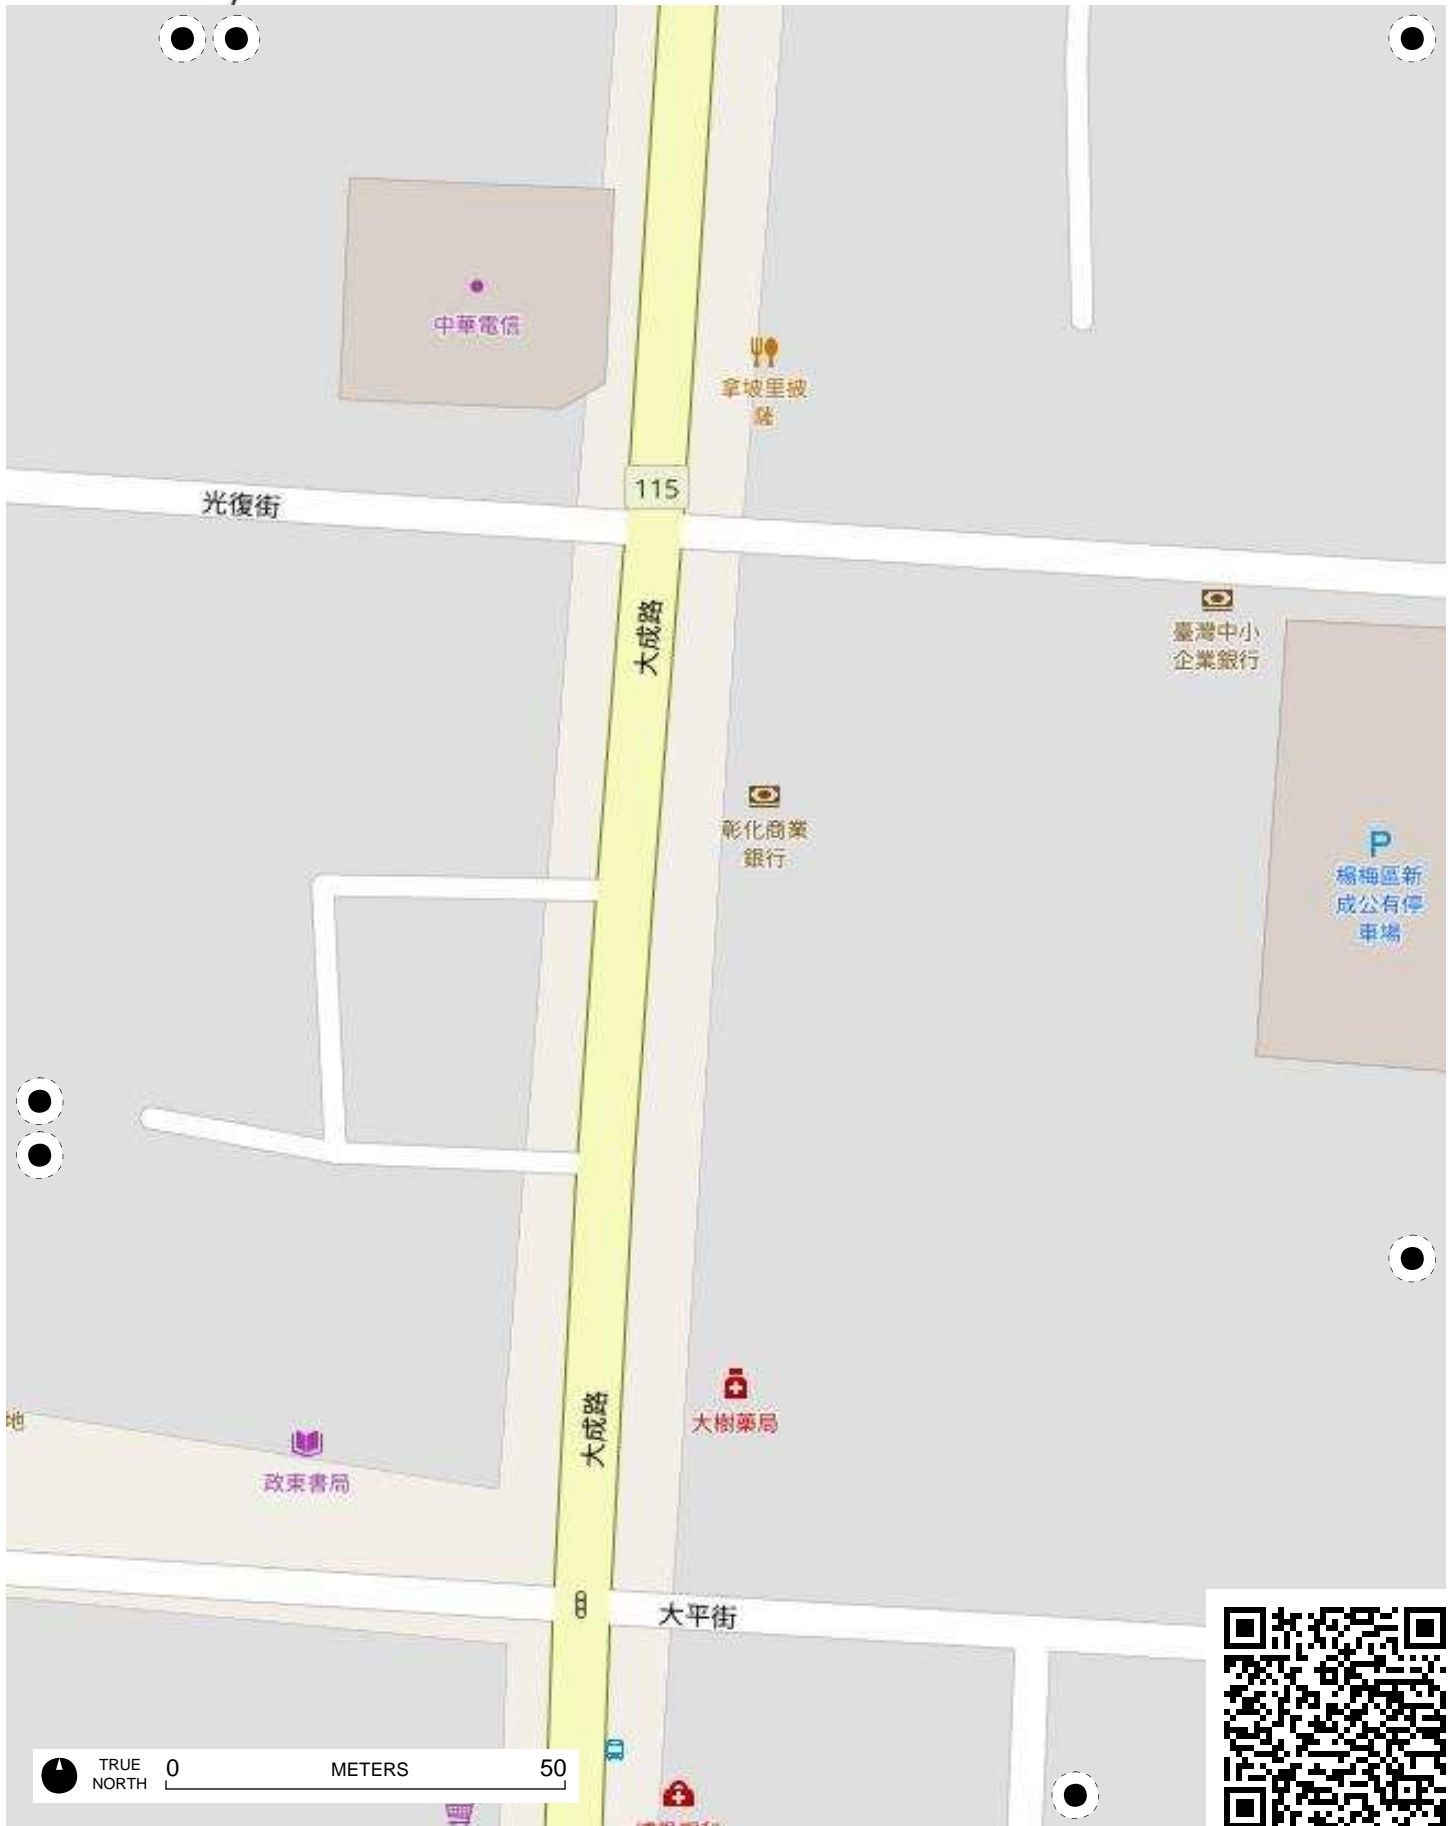 中華電信
拿坡里披
薩
115
光復街
大成路
臺灣中小
企業銀行
彰化商業
銀行
P
楊梅區新
成公有停
車場
大樹藥局
大成路
地
政東書局
大平街
TRUE
NORTH
0 METERS 50